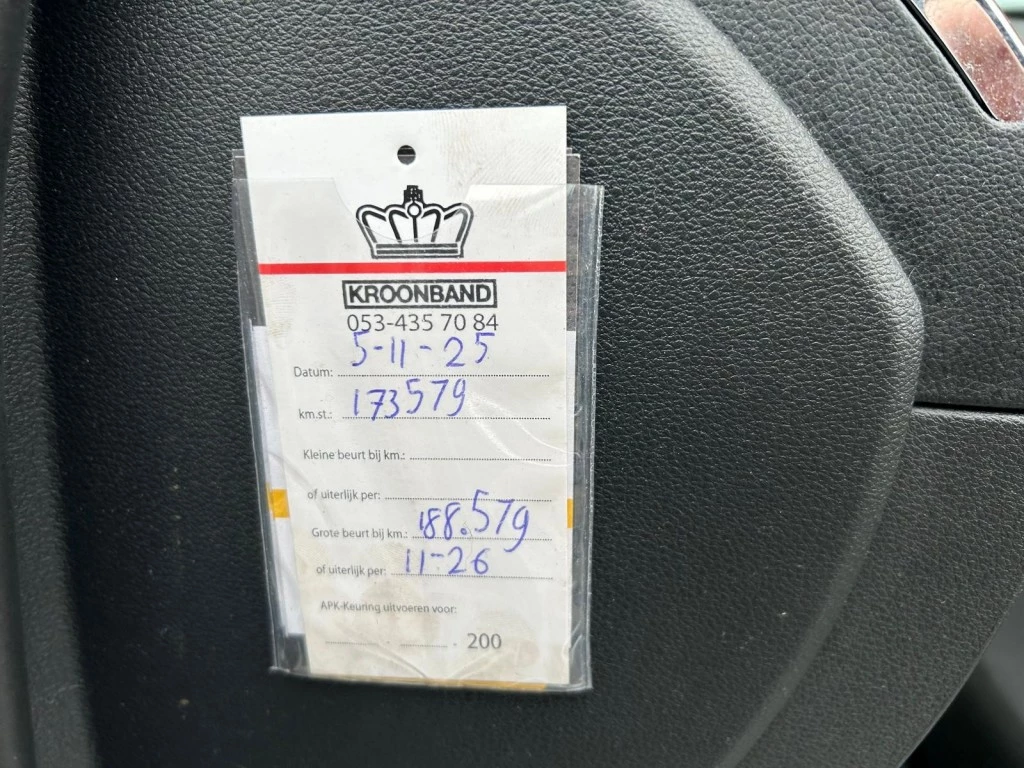 KROONBAND
053-435 70 84
Datum: 5-11-25
km.st.: 173579
Kleine beurt bij km.:
of uiterlijk per:
Grote beurt bij km.: 188.579
of uiterlijk per: 11-26
APK-Keuring uitvoeren voor:
. 200